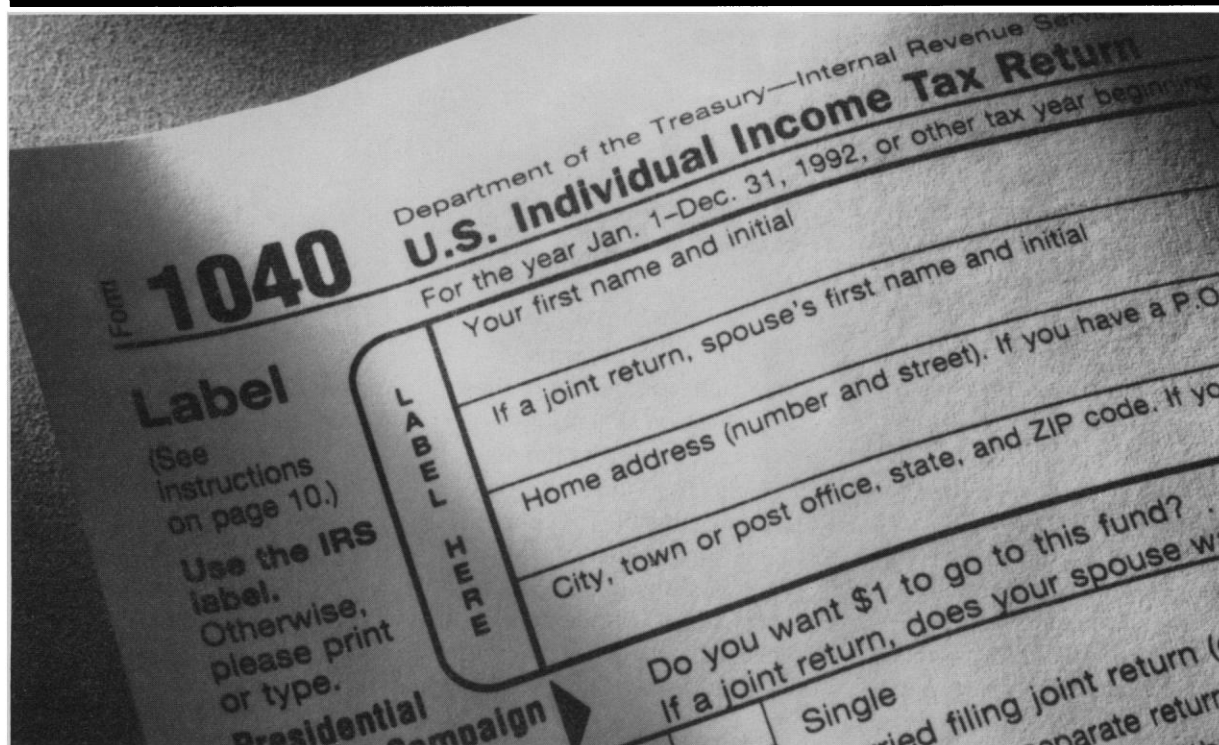 Department of the Treasury—Internal Revenue
Form 1040 U.S. Individual Income Tax Return
For the year Jan. 1–Dec. 31, 1992, or other tax year beginning
Label
(See
instructions
on page 10.)
Use the IRS
label.
Otherwise,
please print
or type.
Presidential
Campaign
LABEL HERE
Your first name and initial
If a joint return, spouse's first name and initial
Home address (number and street). If you have a P.O
City, town or post office, state, and ZIP code. If yo
Do you want $1 to go to this fund? .
If a joint return, does your spouse w
Single
ried filing joint return (
parate return